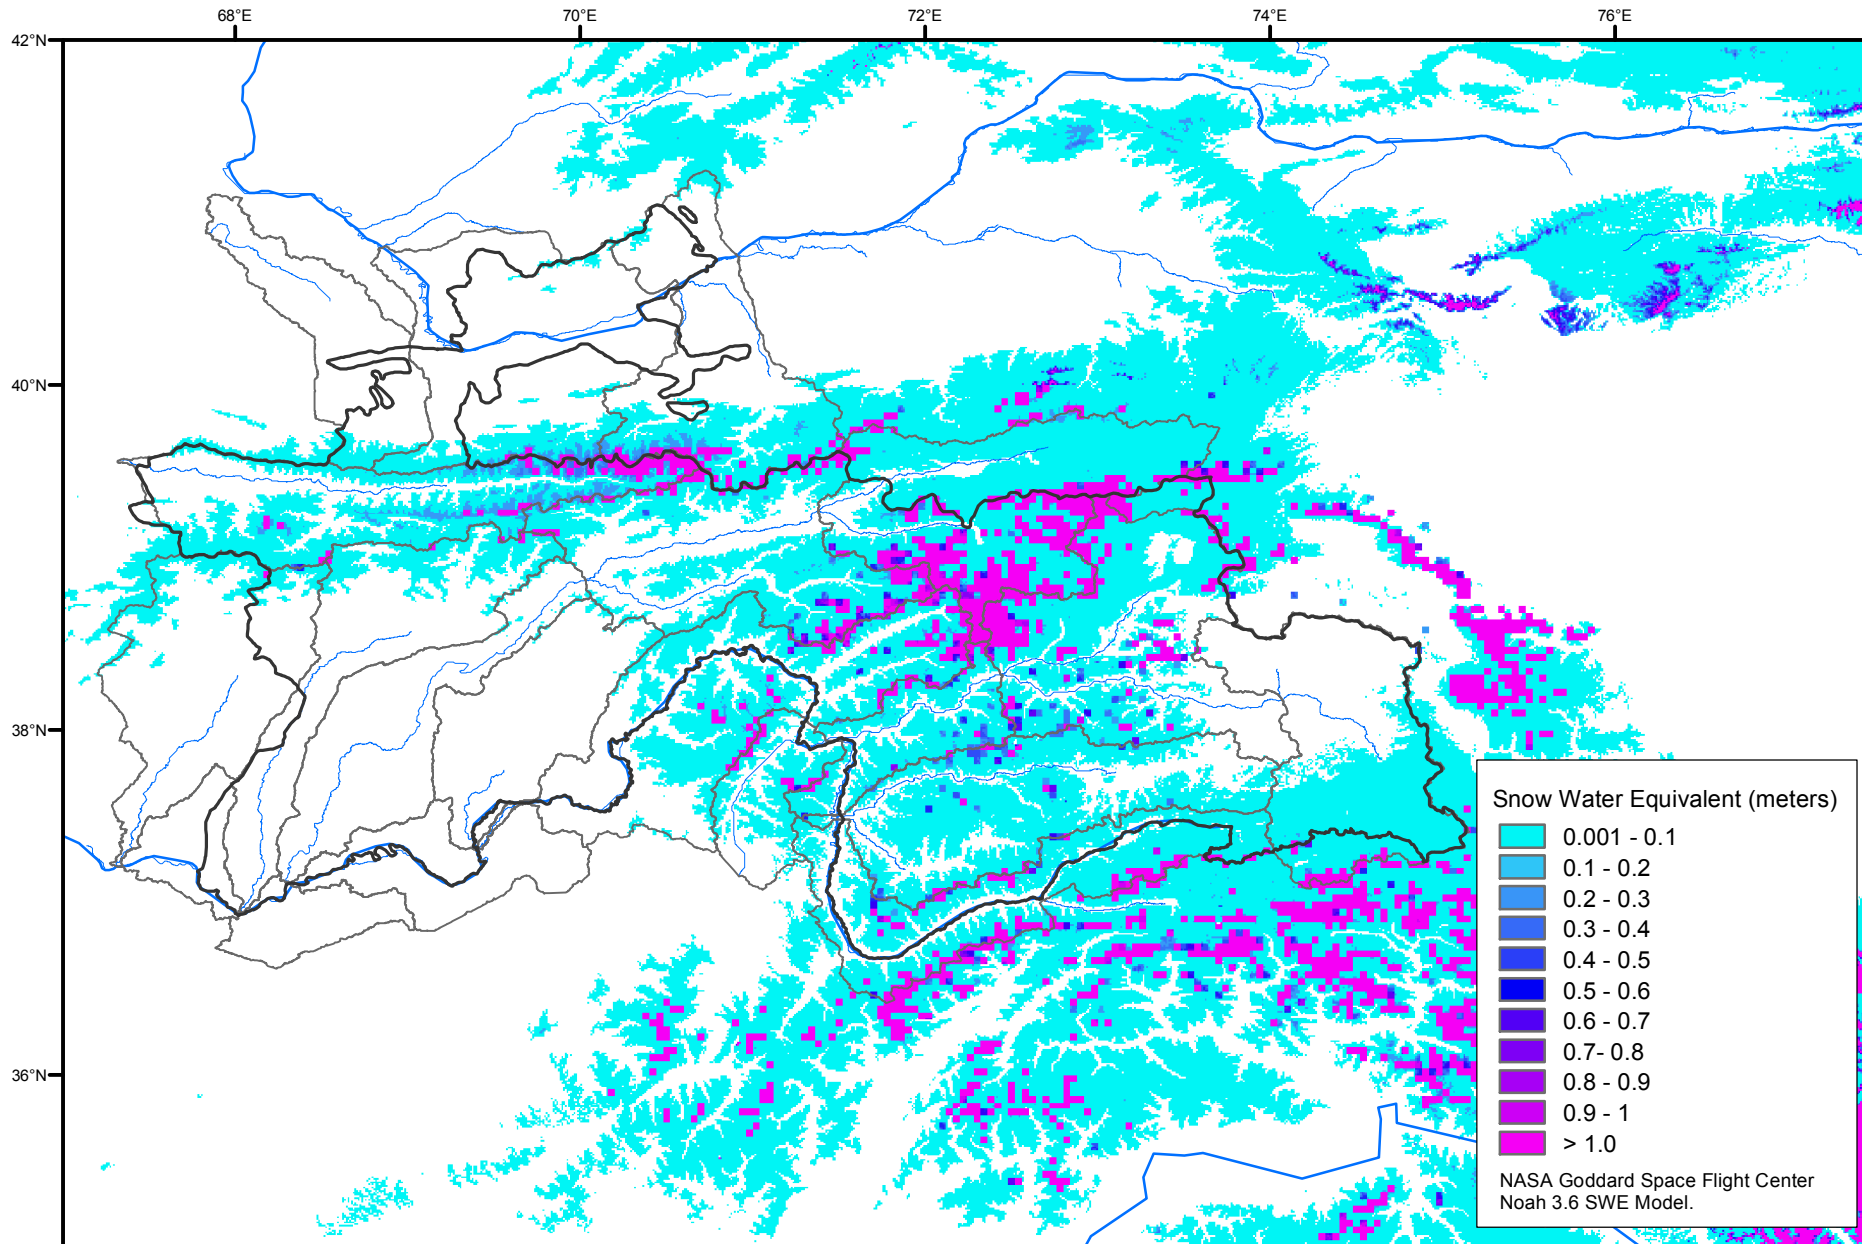 68°E
70°E
72°E
74°E
76°E
42°N
40°N
38°N
36°N
Snow Water Equivalent (meters)
0.001 - 0.1
0.1 - 0.2
0.2 - 0.3
0.3 - 0.4
0.4 - 0.5
0.5 - 0.6
0.6 - 0.7
0.7- 0.8
0.8 - 0.9
0.9 - 1
> 1.0
NASA Goddard Space Flight Center
Noah 3.6 SWE Model.